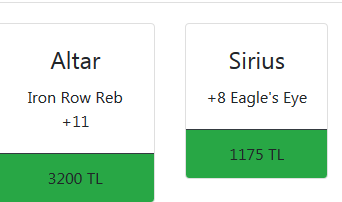 Altar
Iron Row Reb
+11
3200 TL
Sirius
+8 Eagle's Eye
1175 TL